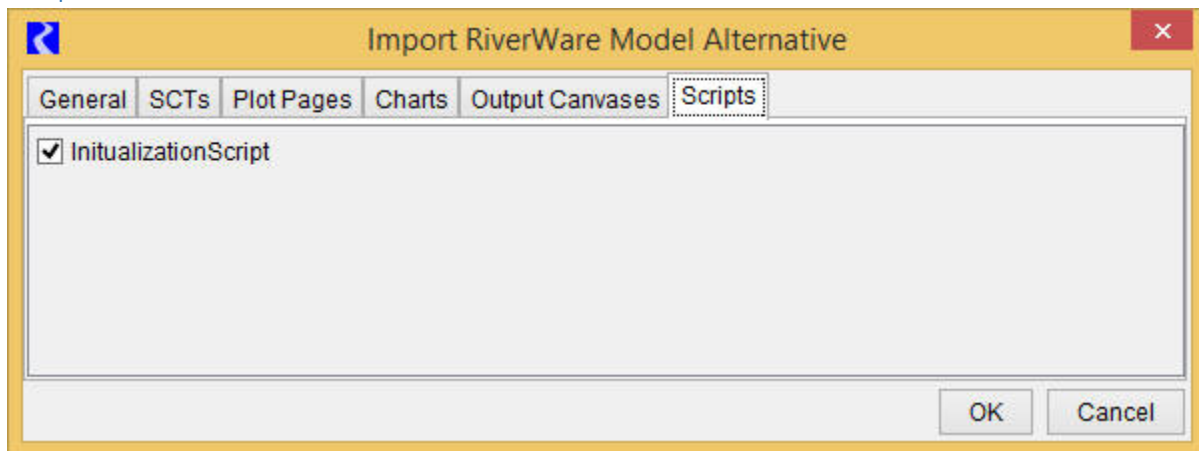 Import RiverWare Model Alternative
General SCTs Plot Pages Charts Output Canvases Scripts
InitualizationScript
OK Cancel